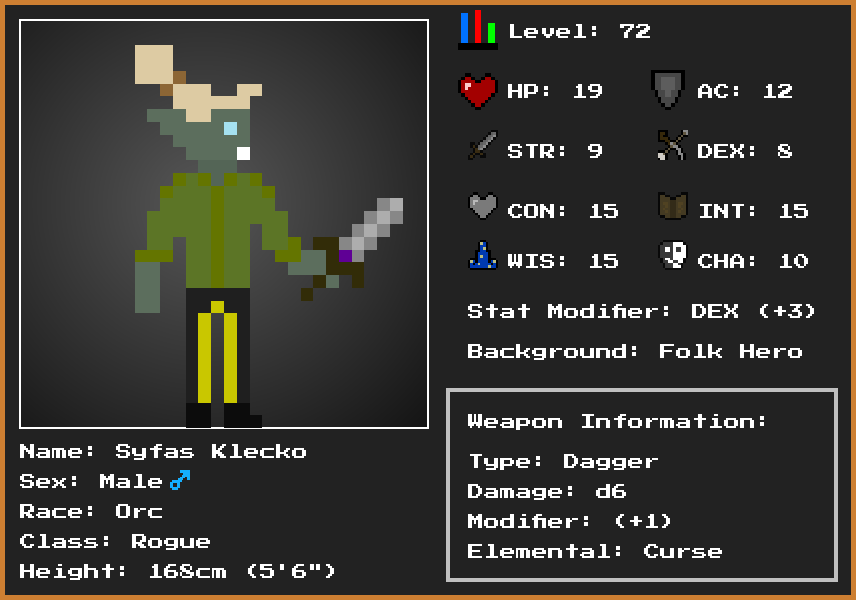 Level: 72
HP: 19
AC: 12
STR: 9
DEX: 8
CON: 15
INT: 15
WIS: 15
CHA: 10
Stat Modifier: DEX (+3)
Background: Folk Hero
Weapon Information:
Type: Dagger
Damage: d6
Modifier: (+1)
Elemental: Curse
Name: Syfas Klecko
Sex: Male ♂
Race: Orc
Class: Rogue
Height: 168cm (5'6")